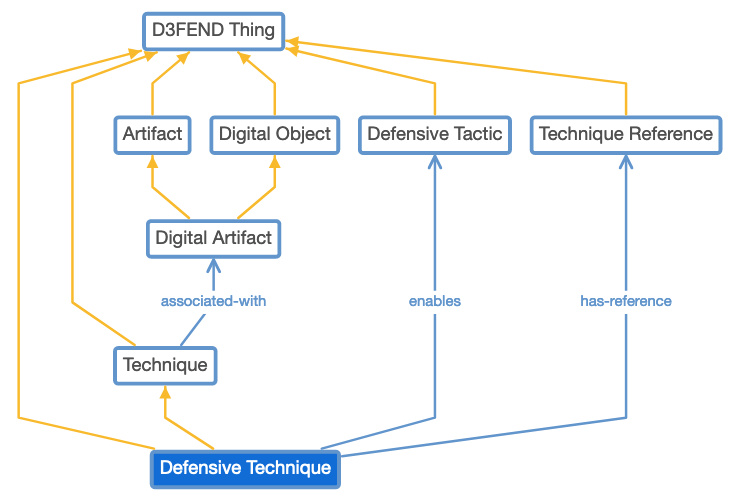 D3FEND Thing
Artifact
Digital Object
Defensive Tactic
Technique Reference
Digital Artifact
associated-with
enables
has-reference
Technique
Defensive Technique